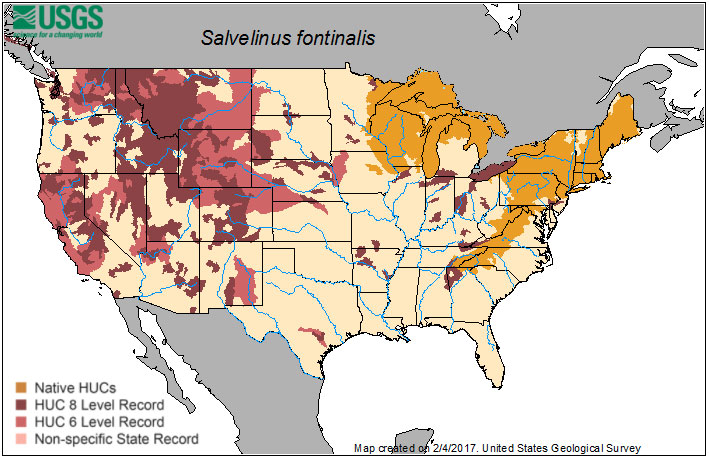 USGS
science for a changing world
Salvelinus fontinalis
Native HUCs
HUC 8 Level Record
HUC 6 Level Record
Non-specific State Record
Map created on 2/4/2017. United States Geological Survey